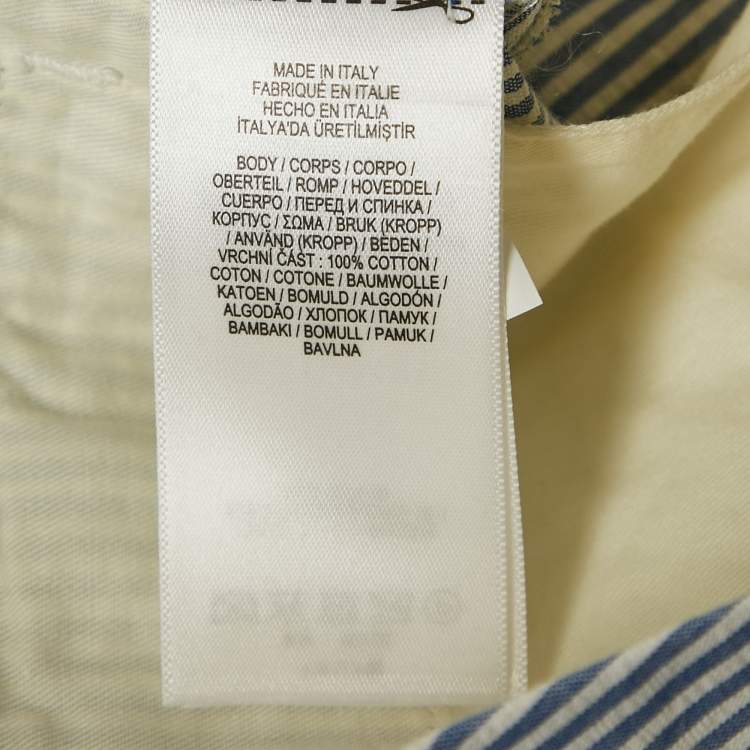 MADE IN ITALY
FABRIQUÉ EN ITALIE
HECHO EN ITALIA
İTALYA'DA ÜRETİLMİŞTİR
BODY / CORPS / CORPO /
OBERTEIL / ROMP / HOVEDDEL /
CUERPO / ПЕРЕД И СПИНКА /
КОРПУС / ΣΩΜΑ / BRUK (KROPP)
/ ANVÄND (KROPP) / BEDEN /
VRCHNÍ ČÁST : 100% COTTON /
COTON / COTONE / BAUMWOLLE /
KATOEN / BOMULD / ALGODÓN /
ALGODÃO / ХЛОПОК / ПАМУК /
BAMBAKI / BOMULL / PAMUK /
BAVLNA